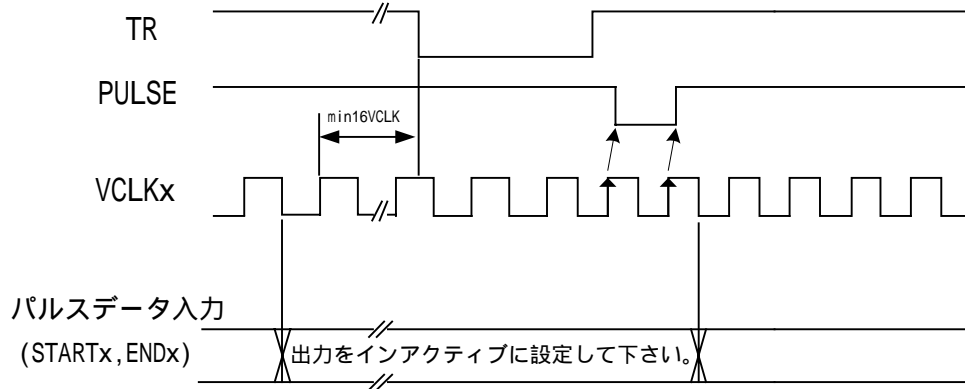 TR
PULSE
min16VCLK
VCLKx
パルスデータ入力
(STARTx,ENDx)
出力をインアクティブに設定して下さい。